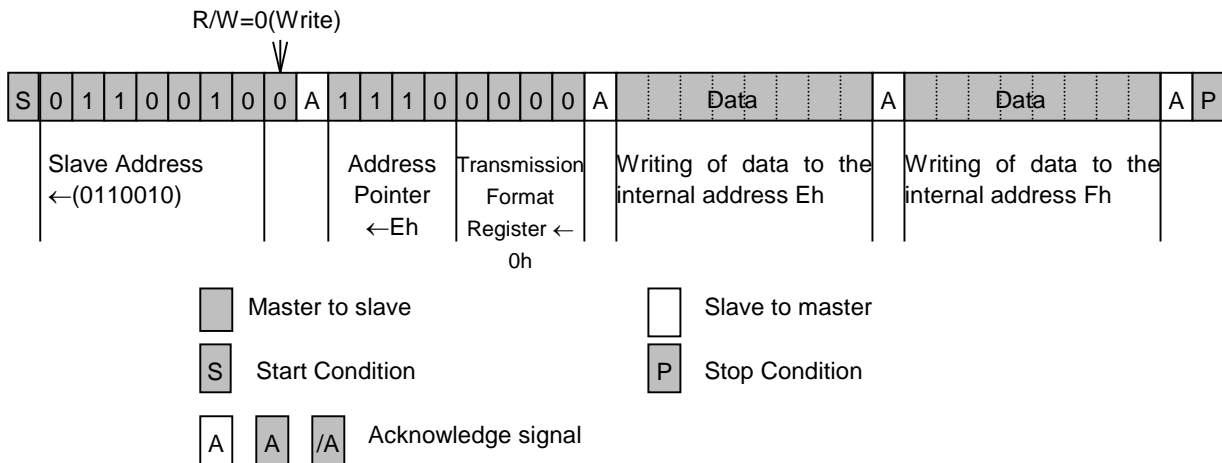 R/W=0(Write)
S 0 1 1 0 0 1 0 0 A 1 1 1 0 0 0 0 0 A Data A Data A P
Slave Address
←(0110010)
Address
Pointer
←Eh
Transmission
Format
Register ←
0h
Writing of data to the
internal address Eh
Writing of data to the
internal address Fh
Master to slave
Slave to master
S Start Condition
P Stop Condition
A A /A Acknowledge signal